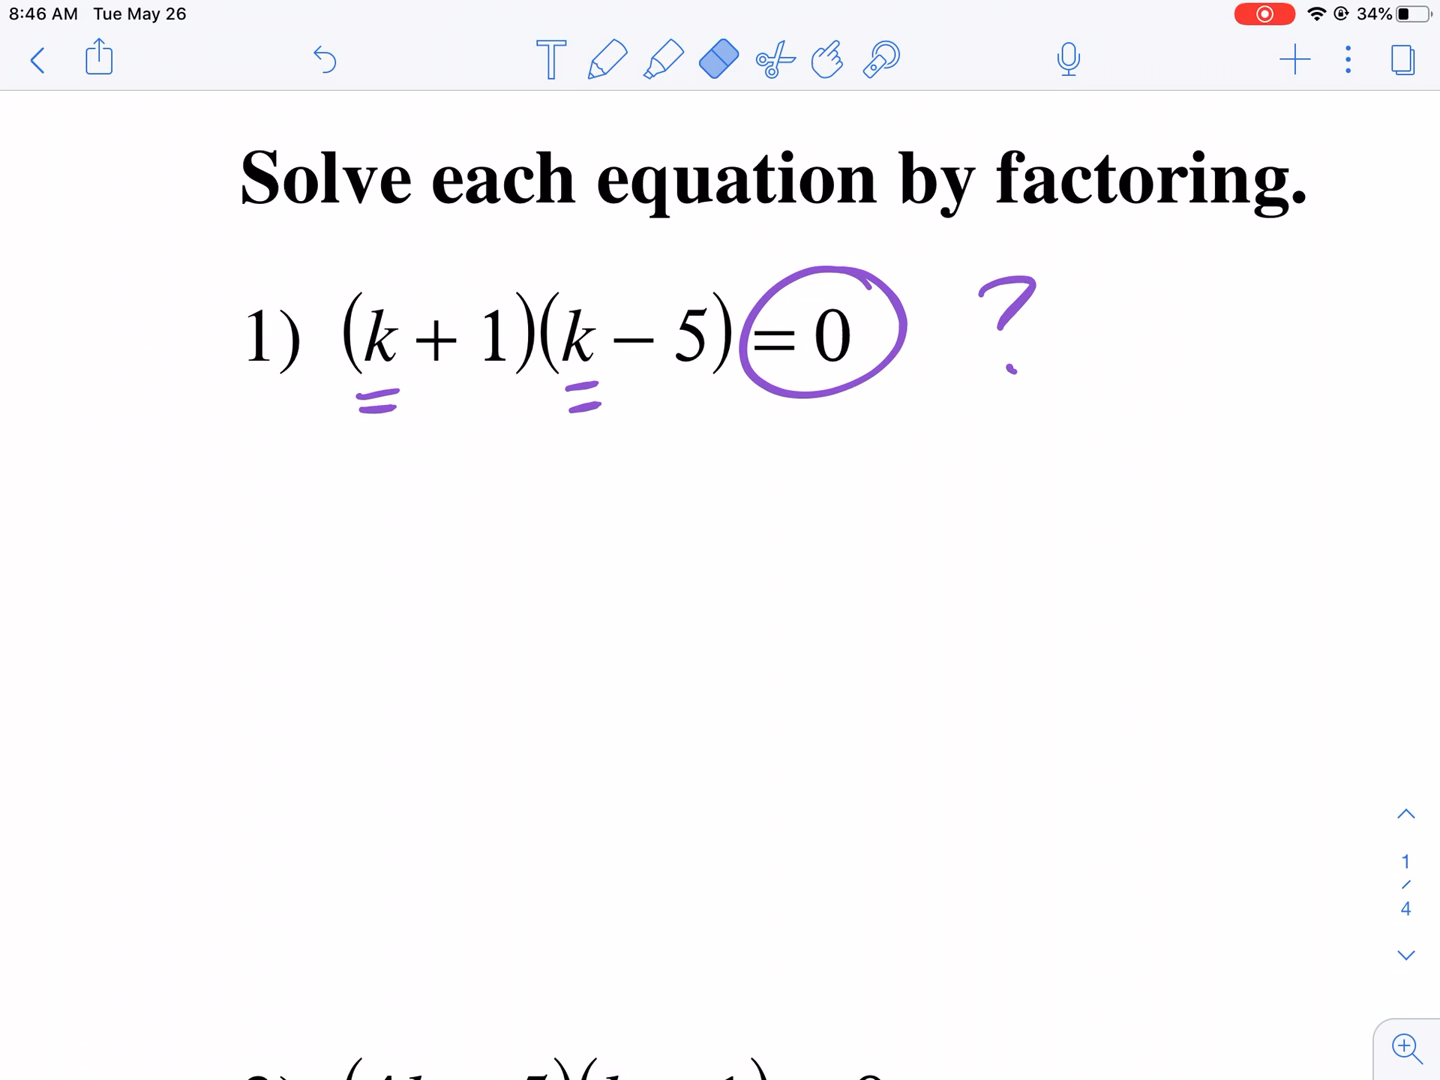 8:46 AM Tue May 26 34%
T
Solve each equation by factoring.
1) (k + 1)(k − 5) = 0 ?
1
/
4